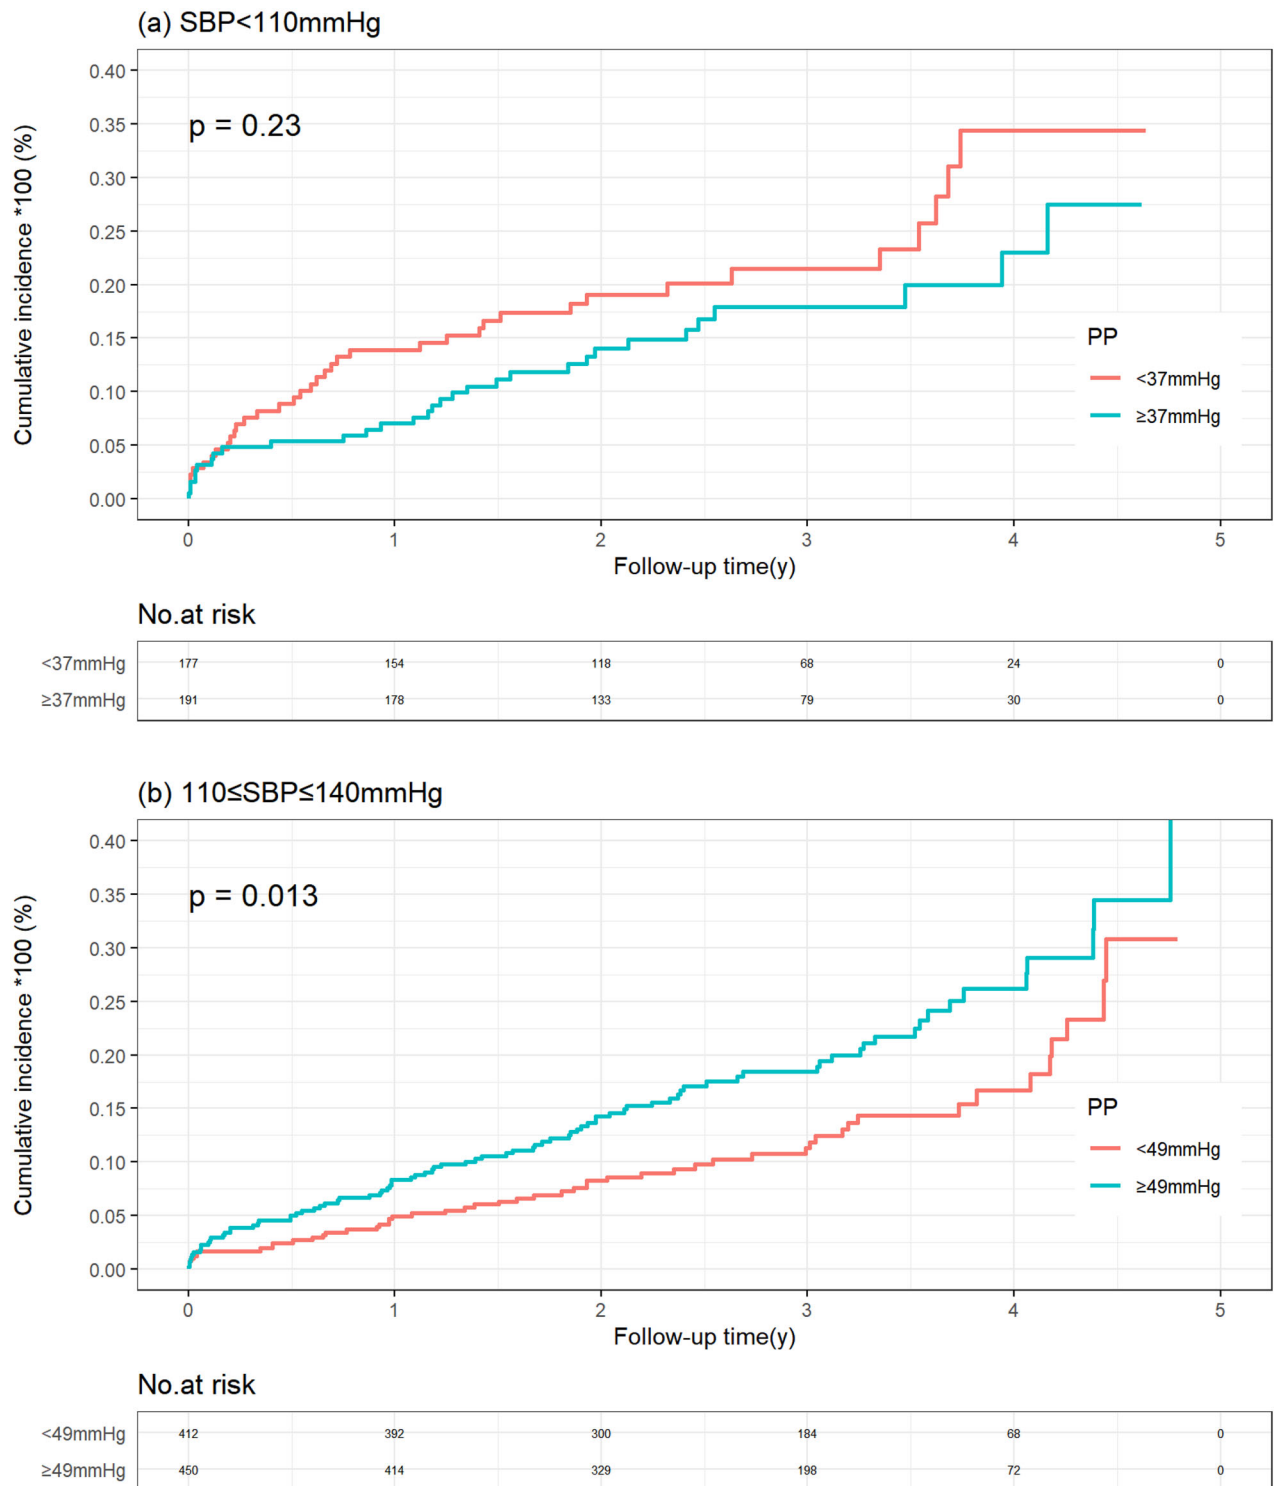 (a) SBP<110mmHg
Cumulative incidence *100 (%)
0.40
0.35
0.30
0.25
0.20
0.15
0.10
0.05
0.00
p = 0.23
PP
<37mmHg
≥37mmHg
0 1 2 3 4 5
Follow-up time(y)
No.at risk
<37mmHg 177 154 118 68 24 0
≥37mmHg 191 178 133 79 30 0
(b) 110≤SBP≤140mmHg
Cumulative incidence *100 (%)
0.40
0.35
0.30
0.25
0.20
0.15
0.10
0.05
0.00
p = 0.013
PP
<49mmHg
≥49mmHg
0 1 2 3 4 5
Follow-up time(y)
No.at risk
<49mmHg 412 392 300 184 68 0
≥49mmHg 450 414 329 198 72 0